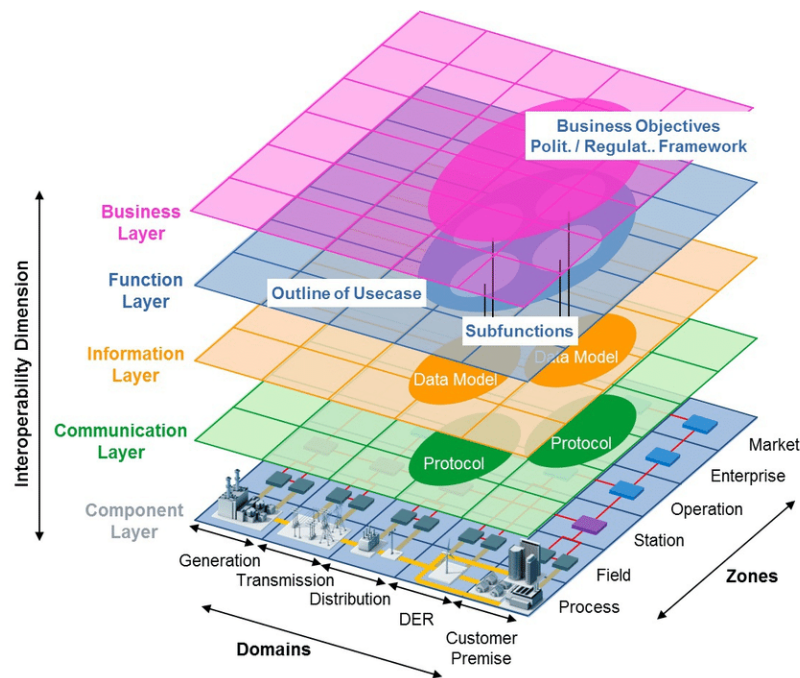 Business Objectives
Polit. / Regulat.. Framework
Business
Layer
Function
Layer
Outline of Usecase
Subfunctions
Interoperability Dimension
Information
Layer
Data Model
Data Model
Communication
Layer
Protocol
Protocol
Component
Layer
Market
Enterprise
Operation
Station
Field
Process
Zones
Generation
Transmission
Distribution
DER
Customer
Premise
Domains